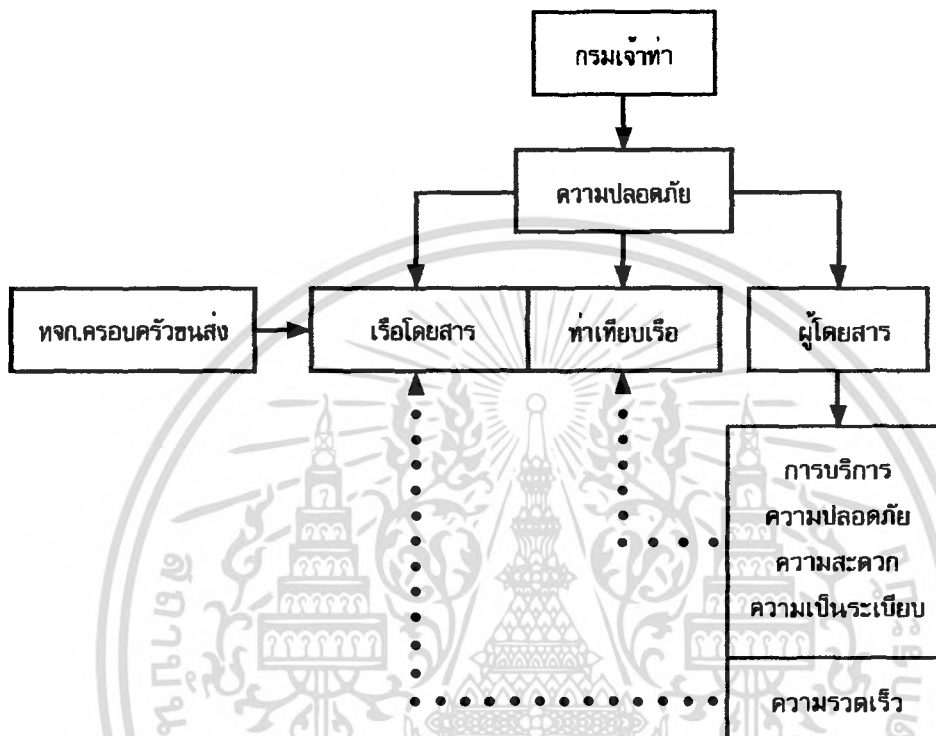 กรมเจ้าท่า
ความปลอดภัย
หจก.ครอบครัวขนส่ง
เรือโดยสาร
ท่าเทียบเรือ
ผู้โดยสาร
การบริการ
ความปลอดภัย
ความสะดวก
ความเป็นระเบียบ
ความรวดเร็ว